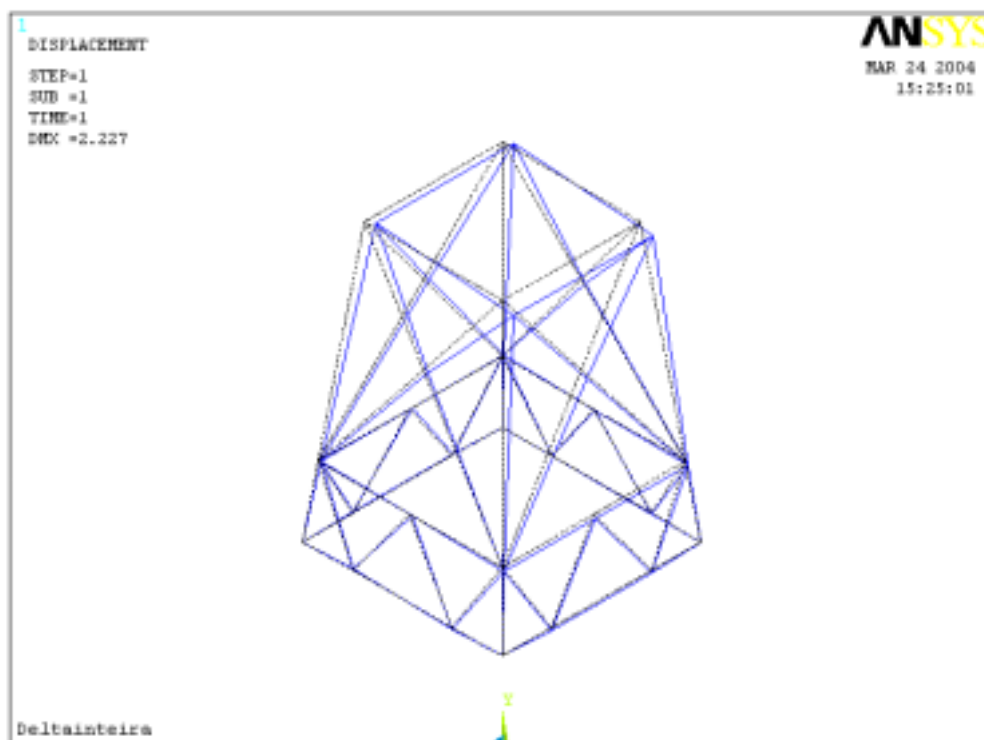 1
DISPLACEMENT
STEP=1
SUB =1
TIME=1
DMX =2.227
ANSYS
MAR 24 2004
15:25:01
Y
Deltainteira